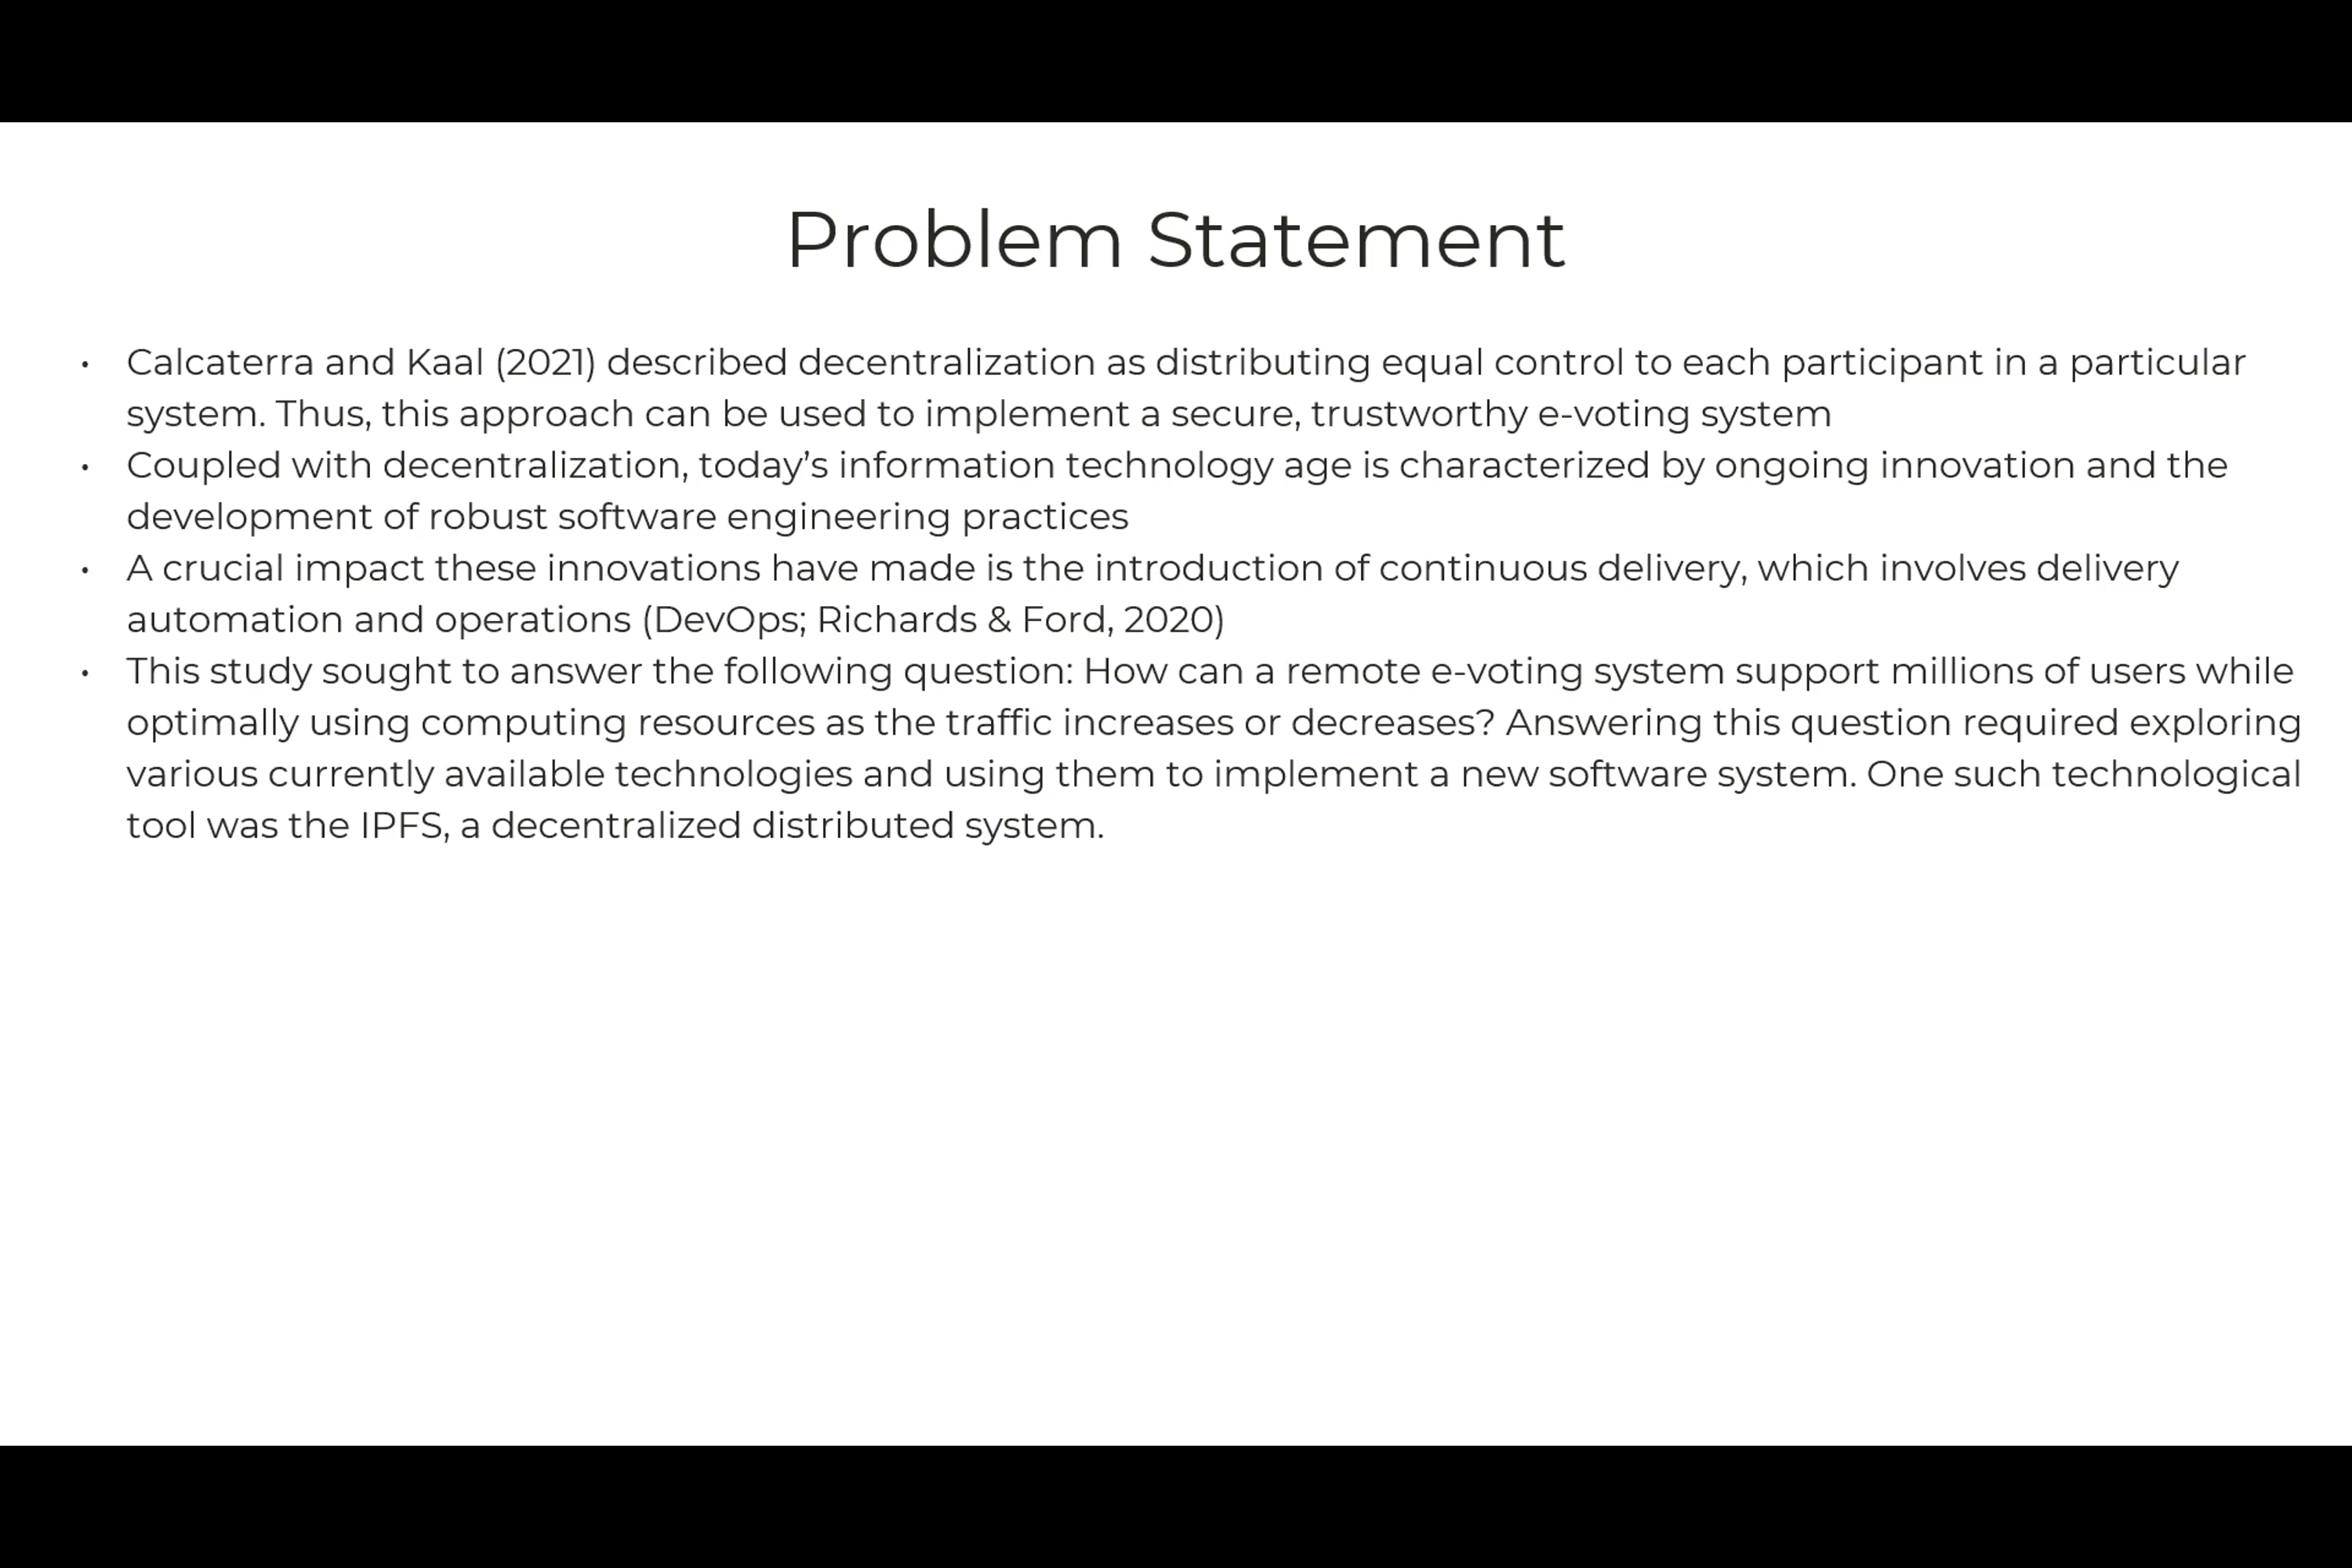 Problem Statement
• Calcaterra and Kaal (2021) described decentralization as distributing equal control to each participant in a particular
system. Thus, this approach can be used to implement a secure, trustworthy e-voting system
• Coupled with decentralization, today’s information technology age is characterized by ongoing innovation and the
development of robust software engineering practices
• A crucial impact these innovations have made is the introduction of continuous delivery, which involves delivery
automation and operations (DevOps; Richards & Ford, 2020)
• This study sought to answer the following question: How can a remote e-voting system support millions of users while
optimally using computing resources as the traffic increases or decreases? Answering this question required exploring
various currently available technologies and using them to implement a new software system. One such technological
tool was the IPFS, a decentralized distributed system.